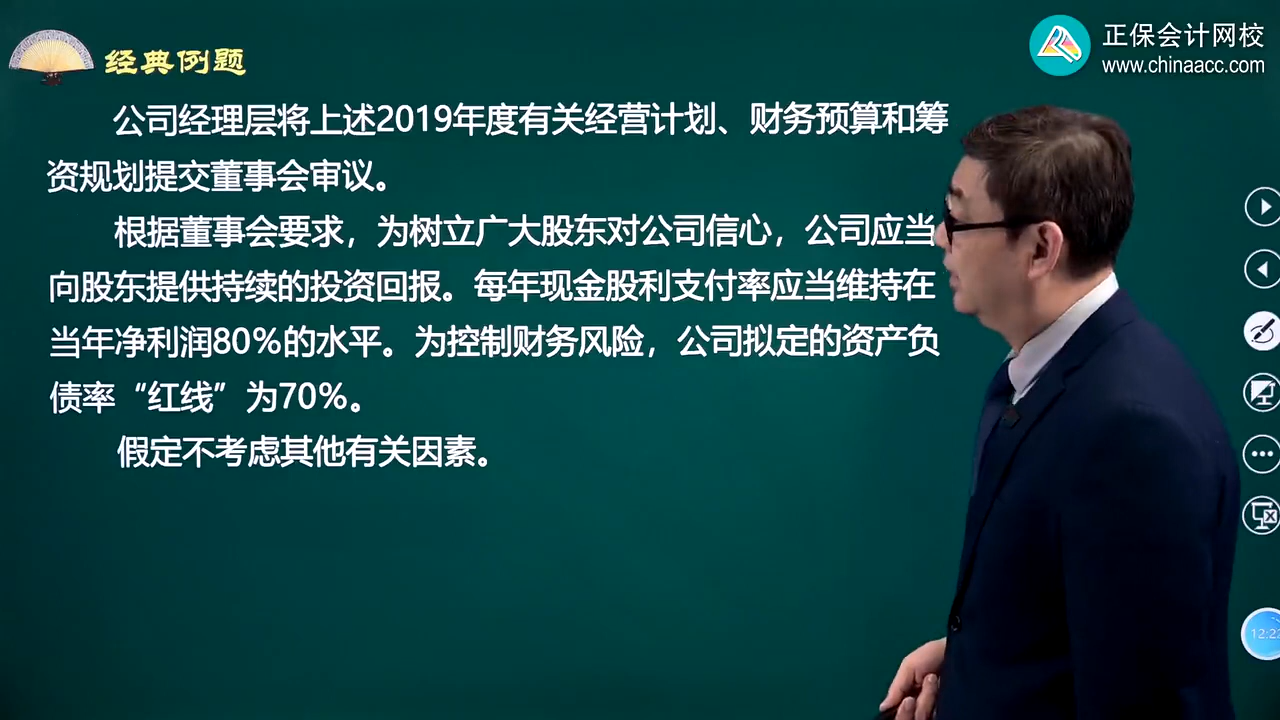 经典例题
正保会计网校
www.chinaacc.com
公司经理层将上述2019年度有关经营计划、财务预算和筹
资规划提交董事会审议。
根据董事会要求，为树立广大股东对公司信心，公司应当
向股东提供持续的投资回报。每年现金股利支付率应当维持在
当年净利润80%的水平。为控制财务风险，公司拟定的资产负
债率“红线”为70%。
假定不考虑其他有关因素。